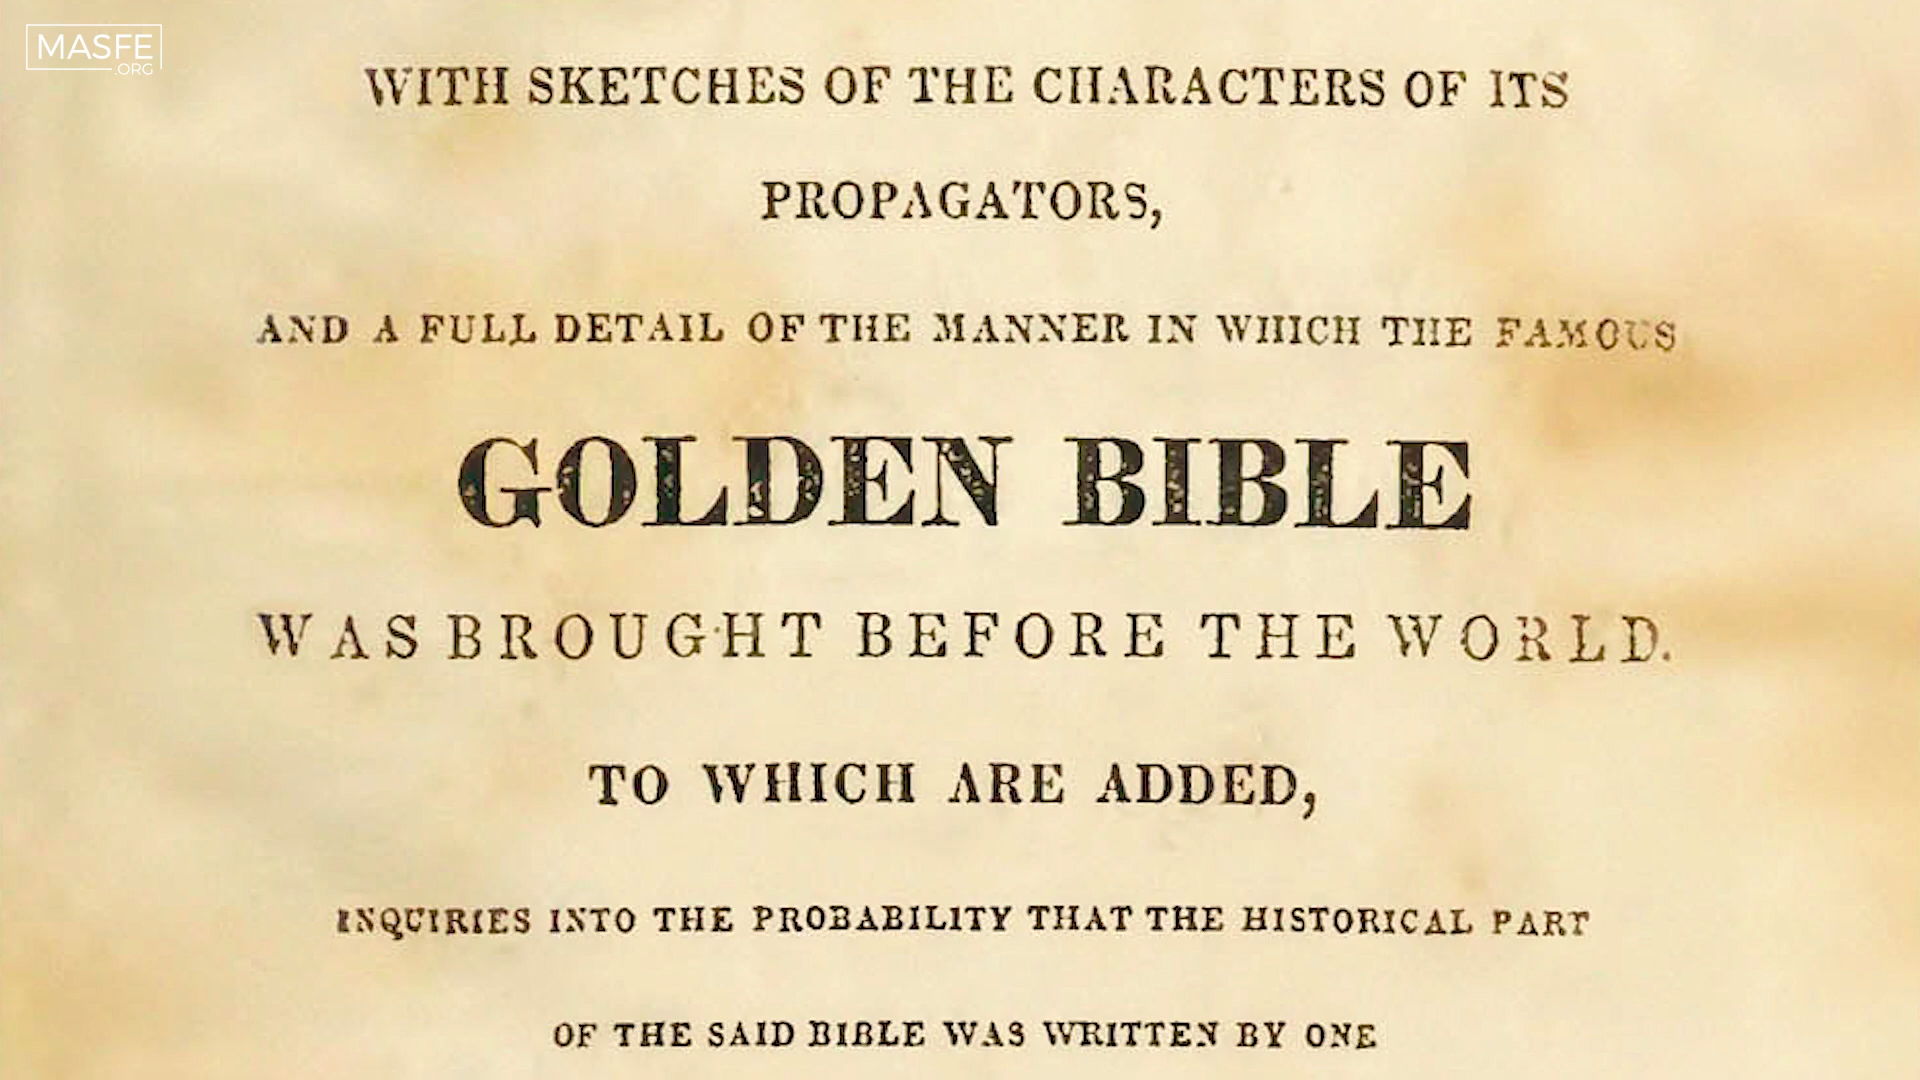 MASFE
.ORG
WITH SKETCHES OF THE CHARACTERS OF ITS
PROPAGATORS,
AND A FULL DETAIL OF THE MANNER IN WHICH THE FAMOUS
GOLDEN BIBLE
WAS BROUGHT BEFORE THE WORLD.
TO WHICH ARE ADDED,
INQUIRIES INTO THE PROBABILITY THAT THE HISTORICAL PART
OF THE SAID BIBLE WAS WRITTEN BY ONE